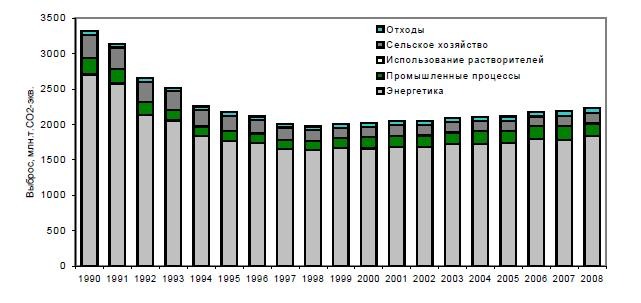 3500
3000
2500
2000
1500
1000
500
0
Выброс, млн.т СО2-экв.
Отходы
Сельское хозяйство
Использование растворителей
Промышленные процессы
Энергетика
1990 1991 1992 1993 1994 1995 1996 1997 1998 1999 2000 2001 2002 2003 2004 2005 2006 2007 2008